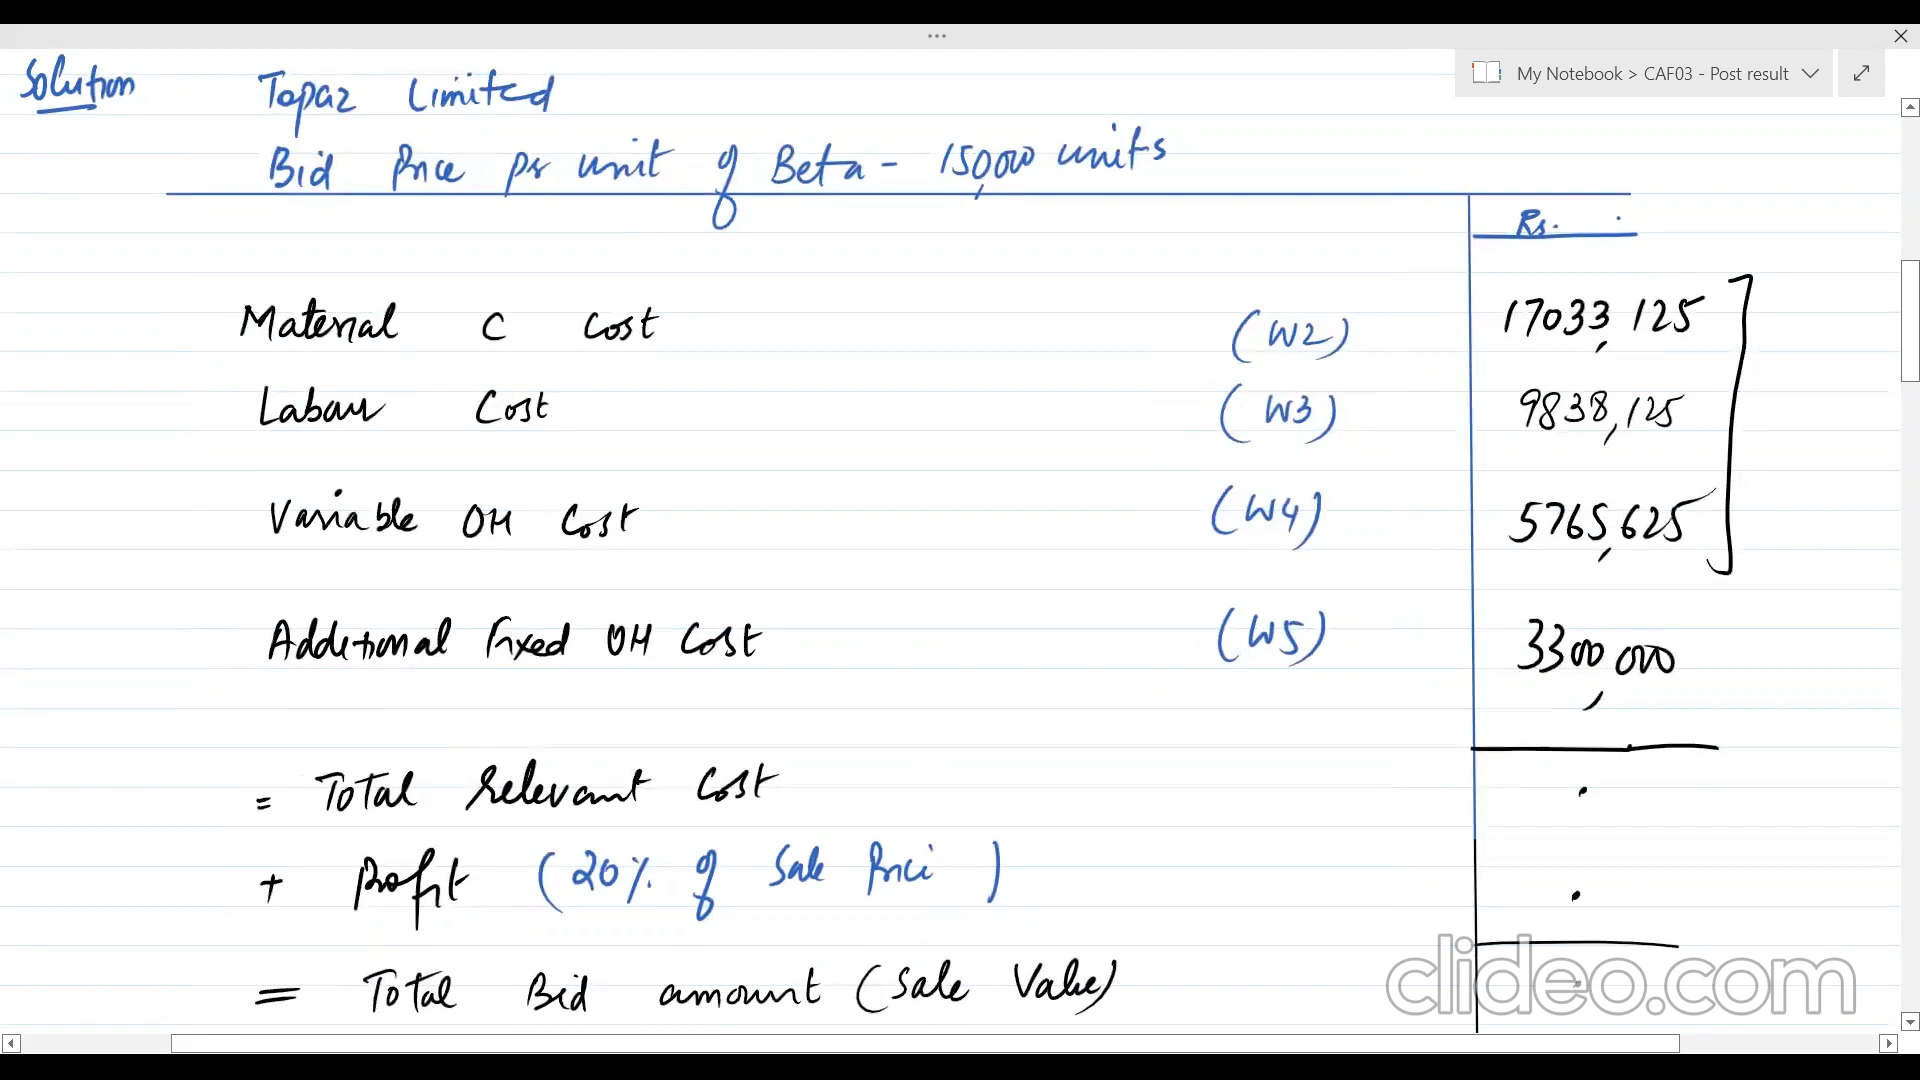 My Notebook > CAF03 - Post result
Solution Topaz Limited
Bid Price per unit of Beta - 15,000 units
Rs.
Material C Cost (W2) 17033,125
Labour Cost (W3) 9838,125
Variable OH Cost (W4) 5765,625
Additional Fixed OH Cost (W5) 3300,000
= Total Relevant Cost
+ Profit (20% of Sale Price)
= Total Bid amount (Sale Value)
clideo.com